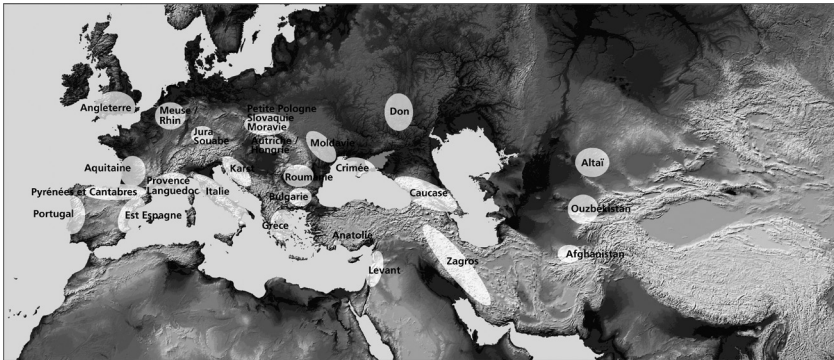 Angleterre
Meuse /
Rhin
Petite Pologne
Slovaquie
Moravie
Don
Jura
Souabe
Autriche /
Hongrie
Moldavie
Aquitaine
Karst
Crimée
Altaï
Provence
Languedoc
Roumanie
Pyrénées et Cantabres
Italie
Caucase
Bulgarie
Portugal
Est Espagne
Ouzbékistan
Grèce
Anatolie
Afghanistan
Levant
Zagros